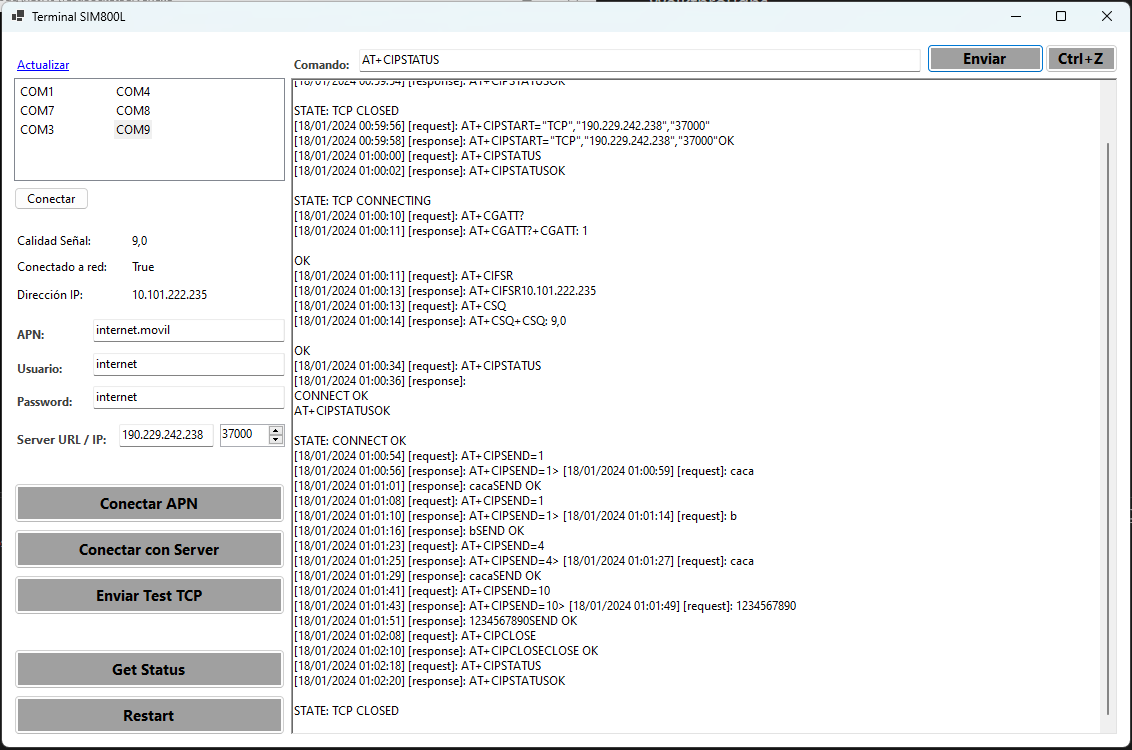 Terminal SIM800L
Actualizar
COM1 COM4
COM7 COM8
COM3 COM9
Conectar
Calidad Señal: 9,0
Conectado a red: True
Dirección IP: 10.101.222.235
APN: internet.movil
Usuario: internet
Password: internet
Server URL / IP: 190.229.242.238 37000
Conectar APN
Conectar con Server
Enviar Test TCP
Get Status
Restart
Comando: AT+CIPSTATUS Enviar Ctrl+Z
[18/01/2024 00:59:54] [response]: AT+CIPSTATUSOK
STATE: TCP CLOSED
[18/01/2024 00:59:56] [request]: AT+CIPSTART="TCP","190.229.242.238","37000"
[18/01/2024 00:59:58] [response]: AT+CIPSTART="TCP","190.229.242.238","37000"OK
[18/01/2024 01:00:00] [request]: AT+CIPSTATUS
[18/01/2024 01:00:02] [response]: AT+CIPSTATUSOK
STATE: TCP CONNECTING
[18/01/2024 01:00:10] [request]: AT+CGATT?
[18/01/2024 01:00:11] [response]: AT+CGATT?+CGATT: 1
OK
[18/01/2024 01:00:11] [request]: AT+CIFSR
[18/01/2024 01:00:13] [response]: AT+CIFSR10.101.222.235
[18/01/2024 01:00:13] [request]: AT+CSQ
[18/01/2024 01:00:14] [response]: AT+CSQ+CSQ: 9,0
OK
[18/01/2024 01:00:34] [request]: AT+CIPSTATUS
[18/01/2024 01:00:36] [response]:
CONNECT OK
AT+CIPSTATUSOK
STATE: CONNECT OK
[18/01/2024 01:00:54] [request]: AT+CIPSEND=1
[18/01/2024 01:00:56] [response]: AT+CIPSEND=1> [18/01/2024 01:00:59] [request]: caca
[18/01/2024 01:01:01] [response]: cacaSEND OK
[18/01/2024 01:01:08] [request]: AT+CIPSEND=1
[18/01/2024 01:01:10] [response]: AT+CIPSEND=1> [18/01/2024 01:01:14] [request]: b
[18/01/2024 01:01:16] [response]: bSEND OK
[18/01/2024 01:01:23] [request]: AT+CIPSEND=4
[18/01/2024 01:01:25] [response]: AT+CIPSEND=4> [18/01/2024 01:01:27] [request]: caca
[18/01/2024 01:01:29] [response]: cacaSEND OK
[18/01/2024 01:01:41] [request]: AT+CIPSEND=10
[18/01/2024 01:01:43] [response]: AT+CIPSEND=10> [18/01/2024 01:01:49] [request]: 1234567890
[18/01/2024 01:01:51] [response]: 1234567890SEND OK
[18/01/2024 01:02:08] [request]: AT+CIPCLOSE
[18/01/2024 01:02:10] [response]: AT+CIPCLOSECLOSE OK
[18/01/2024 01:02:18] [request]: AT+CIPSTATUS
[18/01/2024 01:02:20] [response]: AT+CIPSTATUSOK
STATE: TCP CLOSED